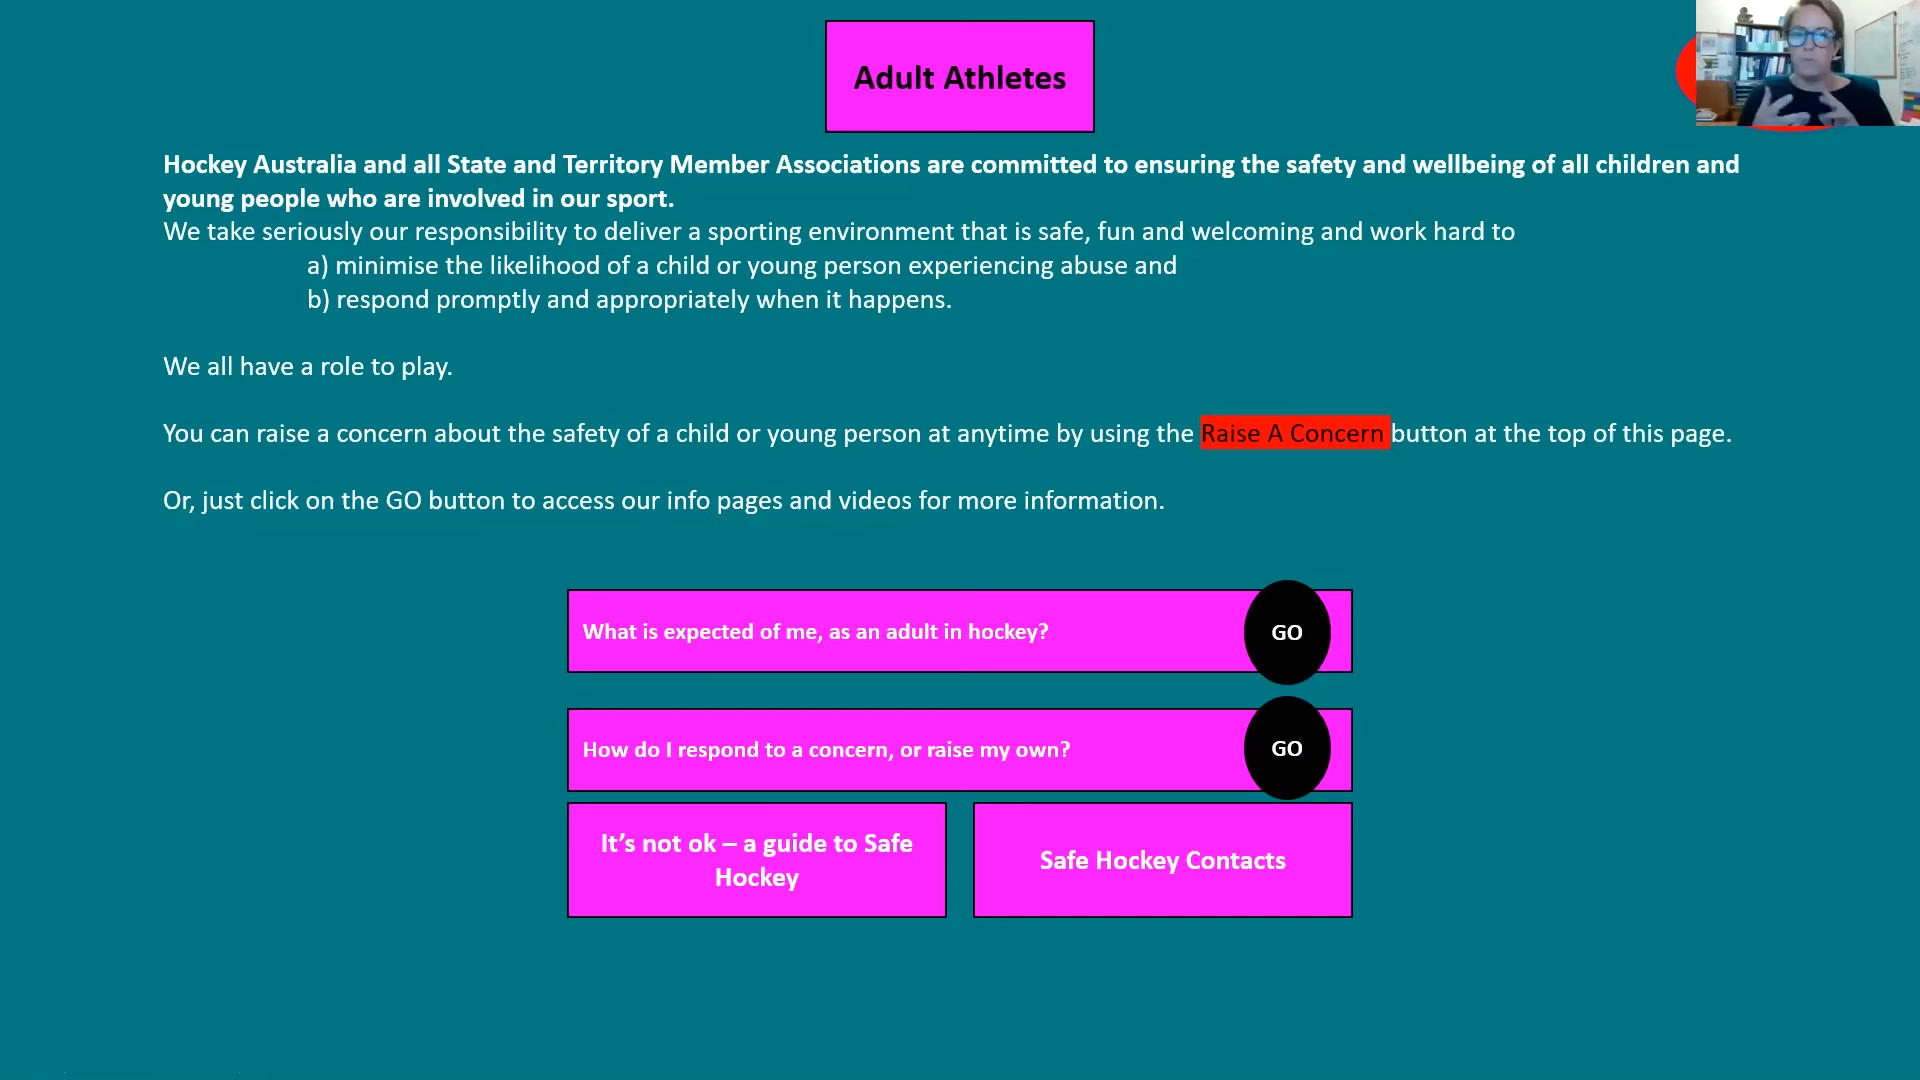 Adult Athletes
Hockey Australia and all State and Territory Member Associations are committed to ensuring the safety and wellbeing of all children and
young people who are involved in our sport.
We take seriously our responsibility to deliver a sporting environment that is safe, fun and welcoming and work hard to
a) minimise the likelihood of a child or young person experiencing abuse and
b) respond promptly and appropriately when it happens.
We all have a role to play.
You can raise a concern about the safety of a child or young person at anytime by using the Raise A Concern button at the top of this page.
Or, just click on the GO button to access our info pages and videos for more information.
What is expected of me, as an adult in hockey? GO
How do I respond to a concern, or raise my own? GO
It’s not ok – a guide to Safe
Hockey
Safe Hockey Contacts